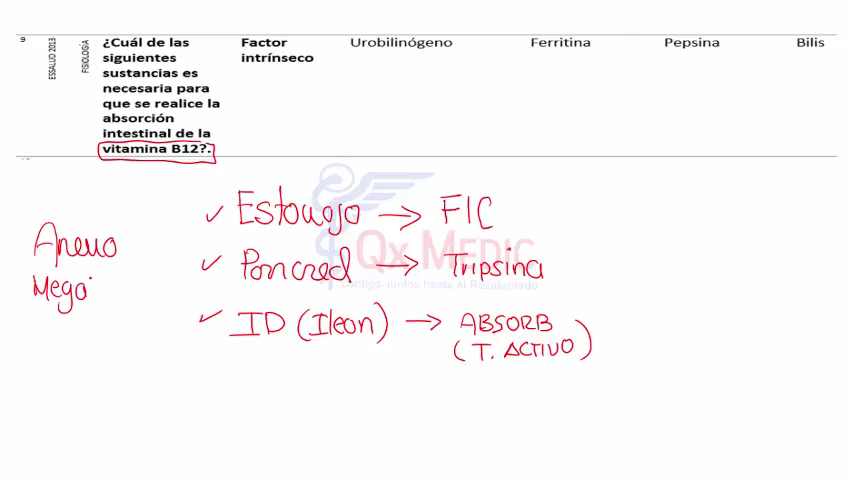 9 ESSALUD 2013 FISIOLOGÍA ¿Cuál de las Factor Urobilinógeno Ferritina Pepsina Bilis
siguientes intrínseco
sustancias es
necesaria para
que se realice la
absorción
intestinal de la
vitamina B12?.
✓ Estomago → FIC
Anemo
Mega
Qx MEDIC
✓ Pancread → Tripsina
Contigo, juntos hasta el Residentado
✓ ID (Ileon) → ABSORB
(T. ACTIVO)